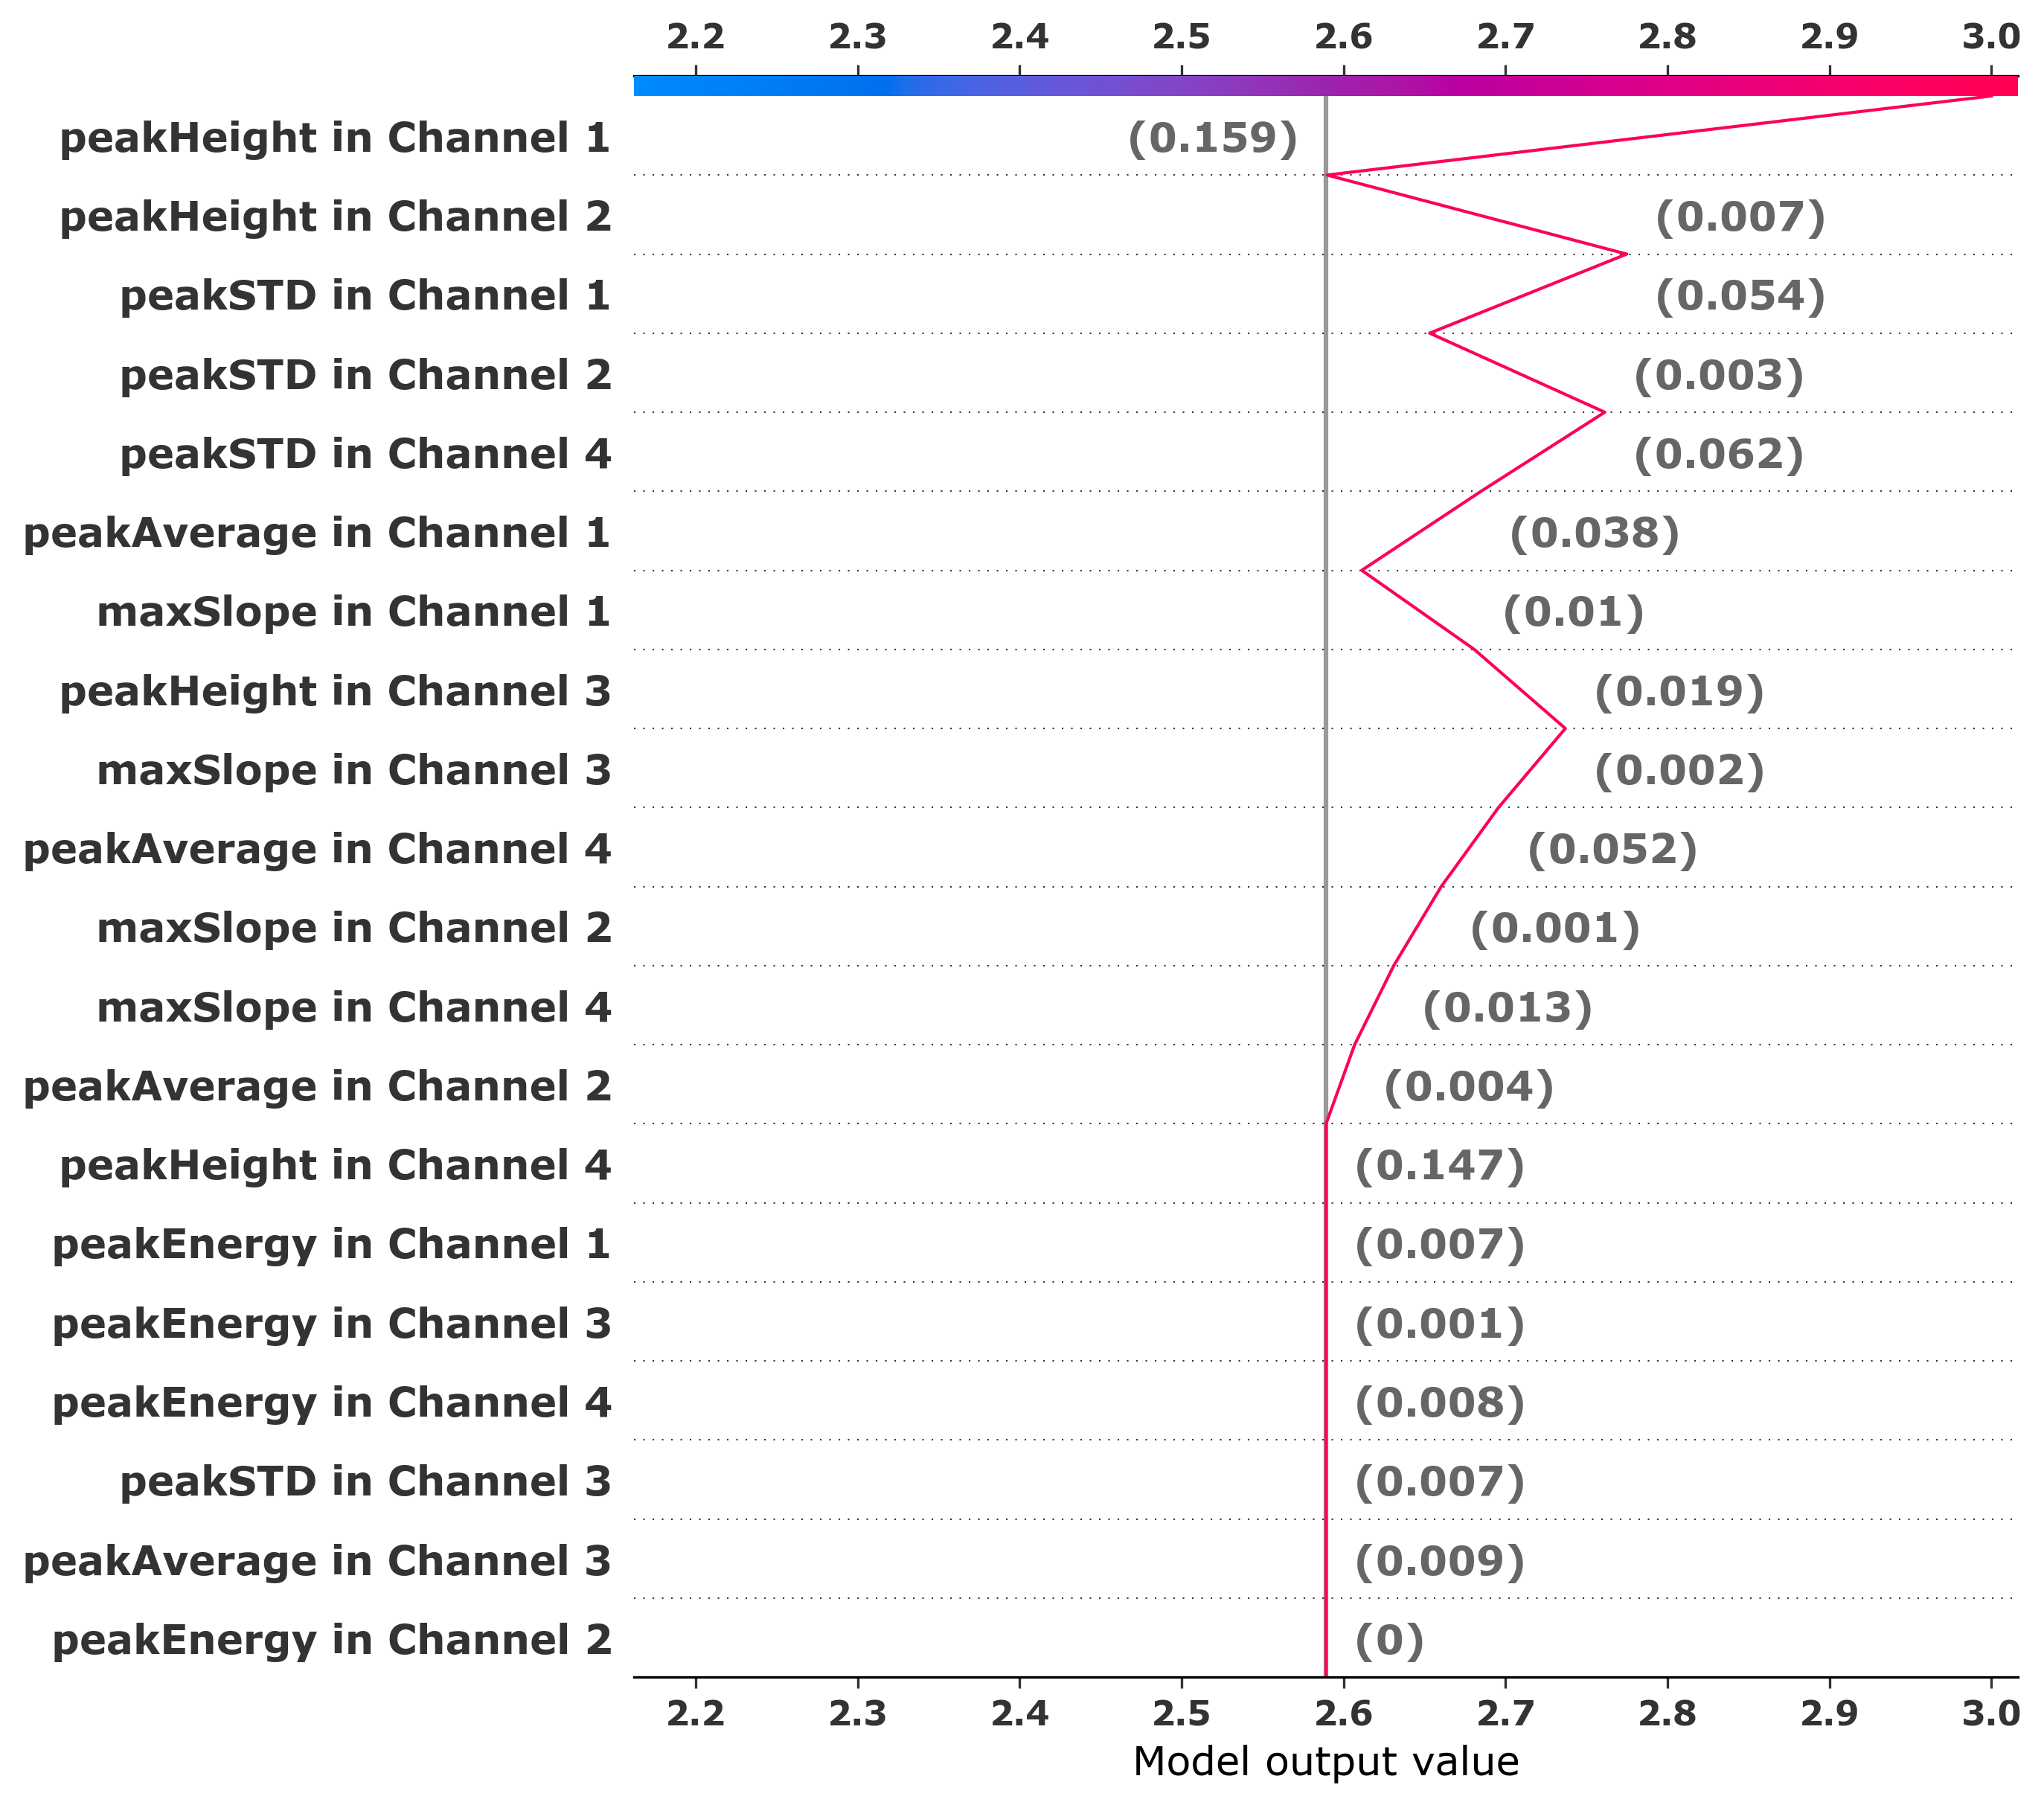 2.2 2.3 2.4 2.5 2.6 2.7 2.8 2.9 3.0
peakHeight in Channel 1 (0.159)
peakHeight in Channel 2 (0.007)
peakSTD in Channel 1 (0.054)
peakSTD in Channel 2 (0.003)
peakSTD in Channel 4 (0.062)
peakAverage in Channel 1 (0.038)
maxSlope in Channel 1 (0.01)
peakHeight in Channel 3 (0.019)
maxSlope in Channel 3 (0.002)
peakAverage in Channel 4 (0.052)
maxSlope in Channel 2 (0.001)
maxSlope in Channel 4 (0.013)
peakAverage in Channel 2 (0.004)
peakHeight in Channel 4 (0.147)
peakEnergy in Channel 1 (0.007)
peakEnergy in Channel 3 (0.001)
peakEnergy in Channel 4 (0.008)
peakSTD in Channel 3 (0.007)
peakAverage in Channel 3 (0.009)
peakEnergy in Channel 2 (0)
2.2 2.3 2.4 2.5 2.6 2.7 2.8 2.9 3.0
Model output value